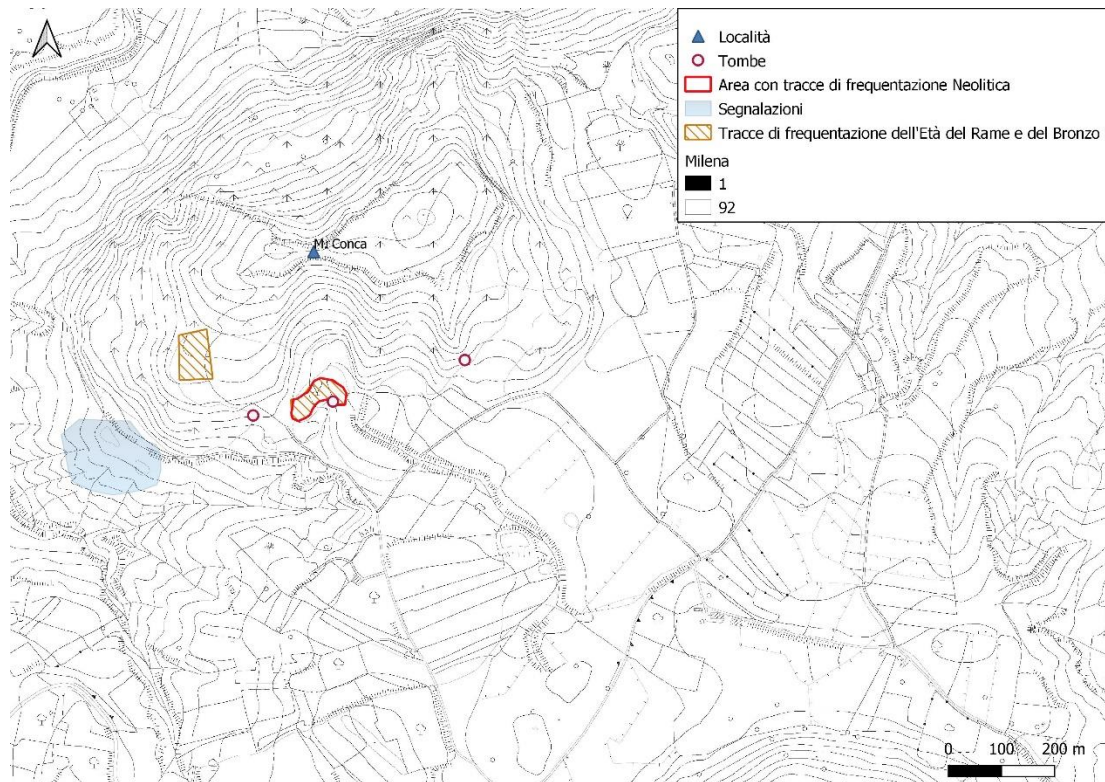 Località
Tombe
Area con tracce di frequentazione Neolitica
Segnalazioni
Tracce di frequentazione dell'Età del Rame e del Bronzo
Milena
1
92
M. Conca
0 100 200 m